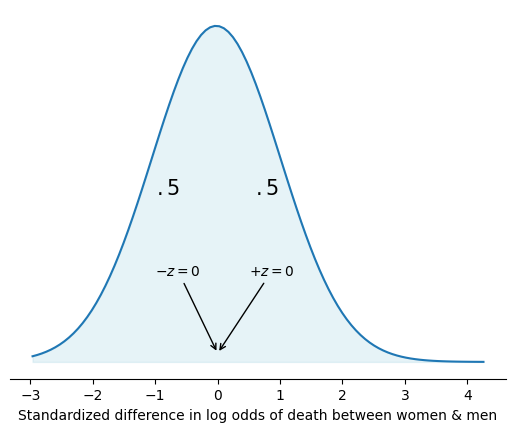 .5 .5
−z = 0 +z = 0
−3 −2 −1 0 1 2 3 4
Standardized difference in log odds of death between women & men